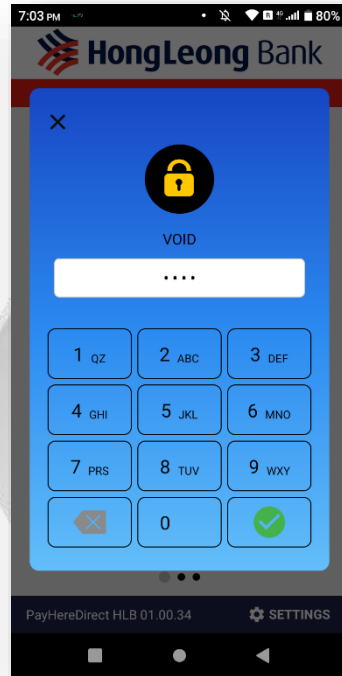 7:03 PM
4G 80%
HongLeong Bank
VOID
1 QZ 2 ABC 3 DEF
4 GHI 5 JKL 6 MNO
7 PRS 8 TUV 9 WXY
0
PayHereDirect HLB 01.00.34 SETTINGS